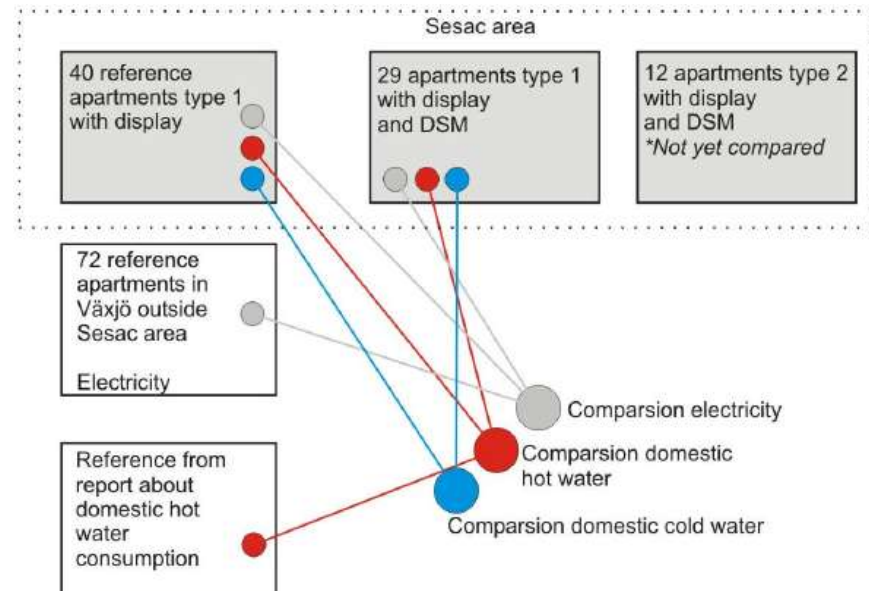 Sesac area
40 reference
apartments type 1
with display
29 apartments type 1
with display
and DSM
12 apartments type 2
with display
and DSM
*Not yet compared
72 reference
apartments in
Växjö outside
Sesac area
Electricity
Comparsion electricity
Comparsion domestic
hot water
Comparsion domestic cold water
Reference from
report about
domestic hot
water
consumption